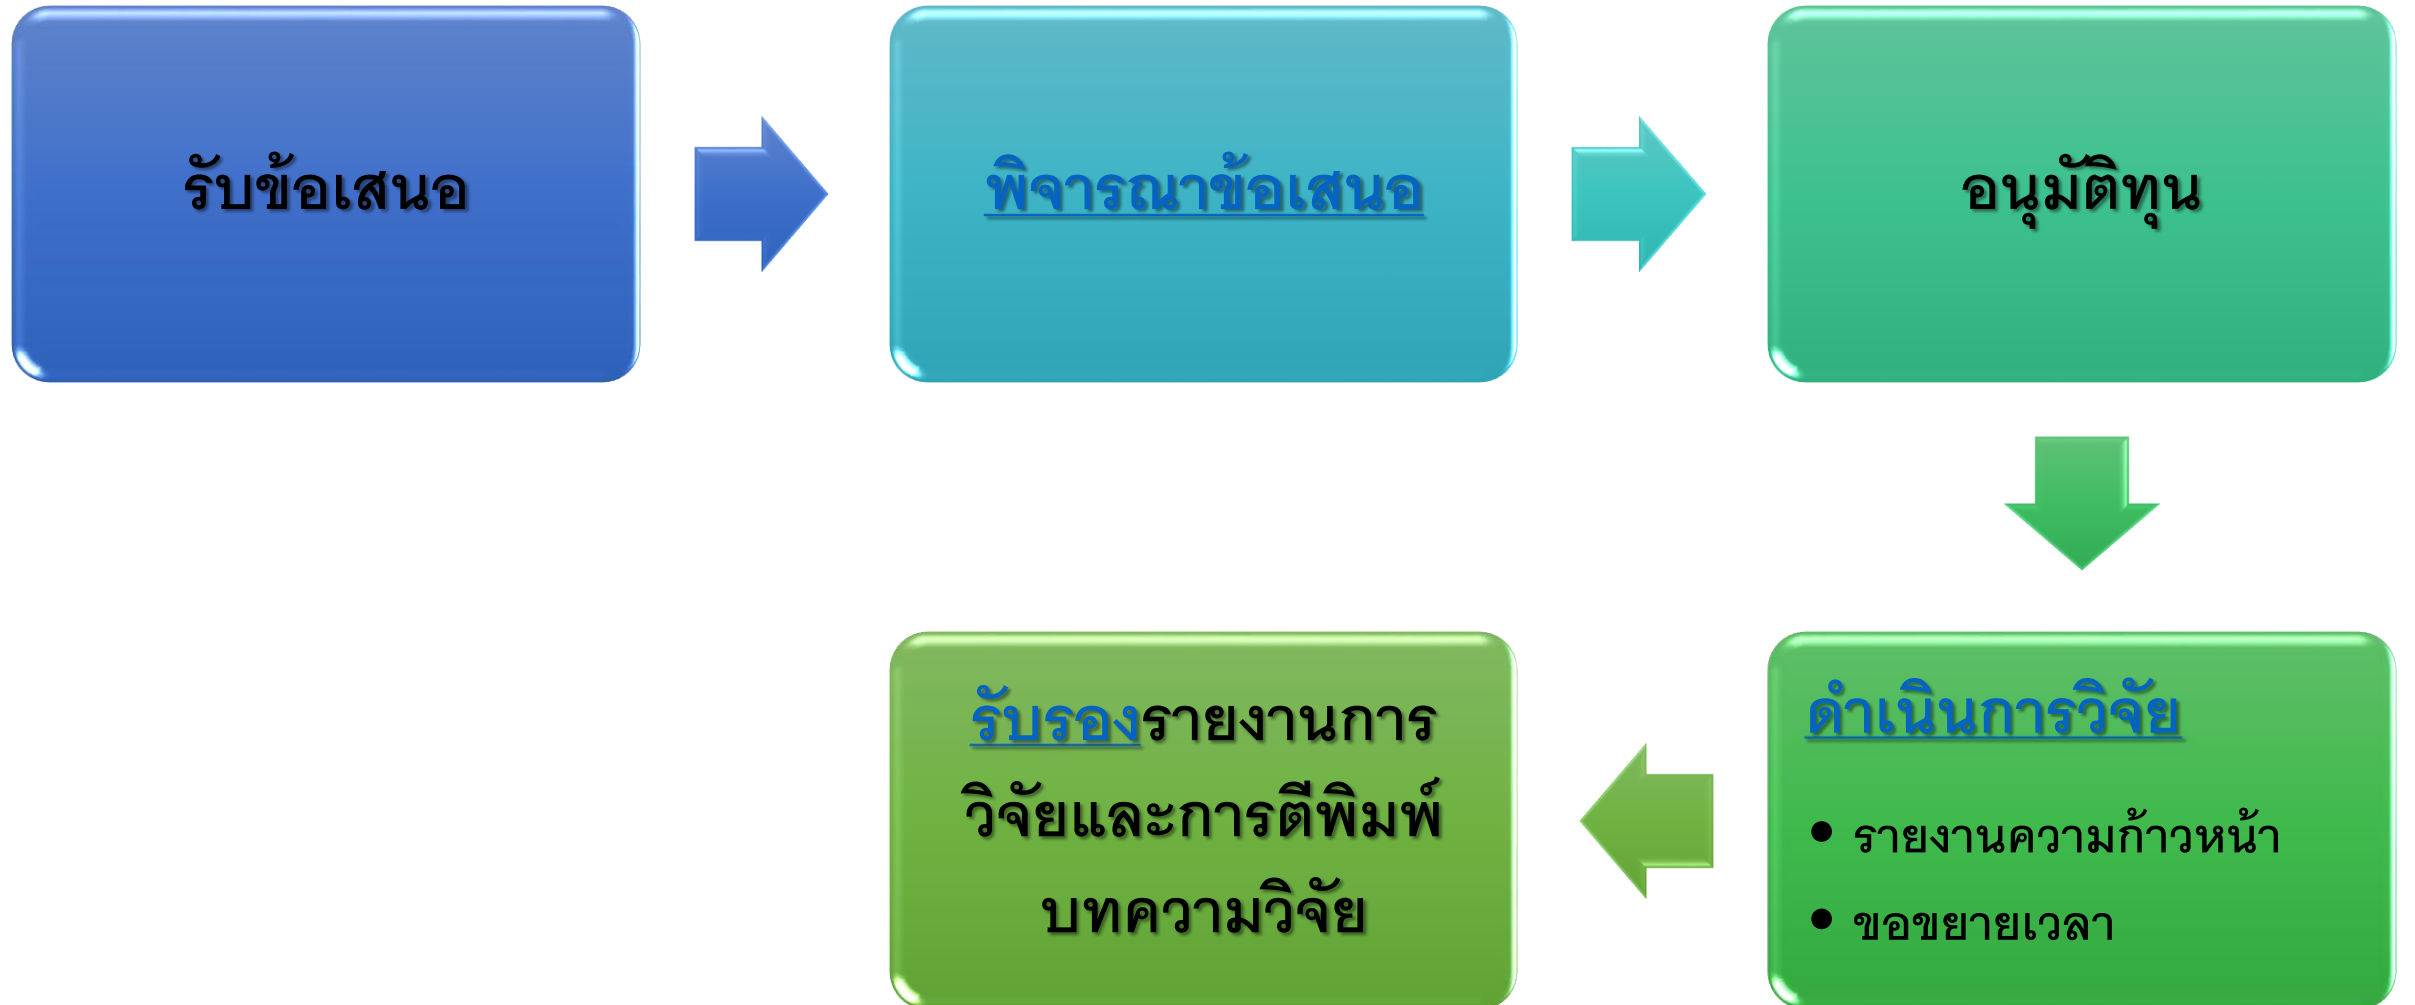 รับข้อเสนอ
พิจารณาข้อเสนอ
อนุมัติทุน
ดำเนินการวิจัย
• รายงานความก้าวหน้า
• ขอขยายเวลา
รับรองรายงานการ
วิจัยและการตีพิมพ์
บทความวิจัย